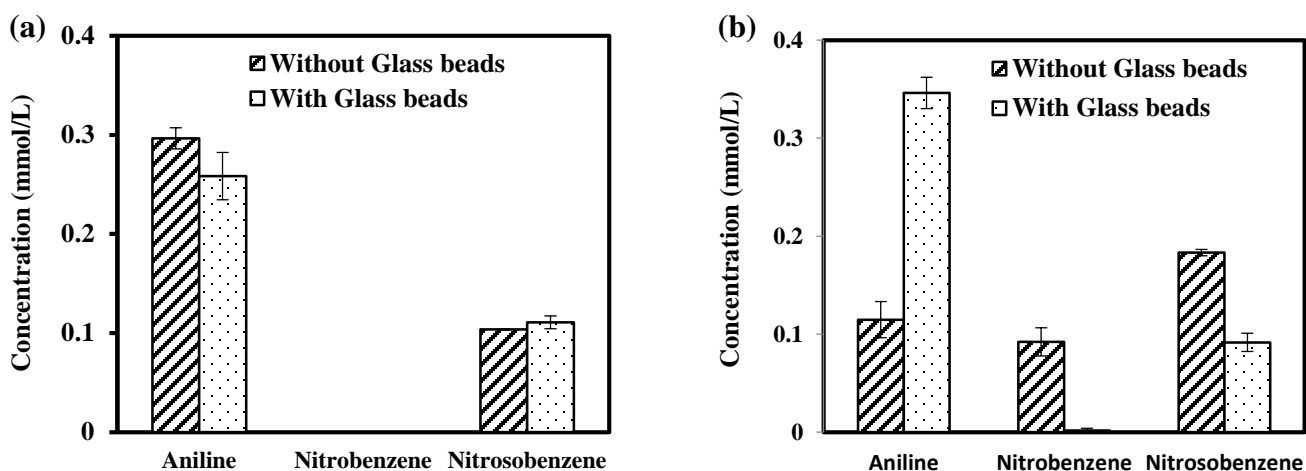 (a)
Concentration (mmol/L)
0.4
0.3
0.2
0.1
0
Without Glass beads
With Glass beads
Aniline Nitrobenzene Nitrosobenzene
(b)
Concentration (mmol/L)
0.4
0.3
0.2
0.1
0
Without Glass beads
With Glass beads
Aniline Nitrobenzene Nitrosobenzene